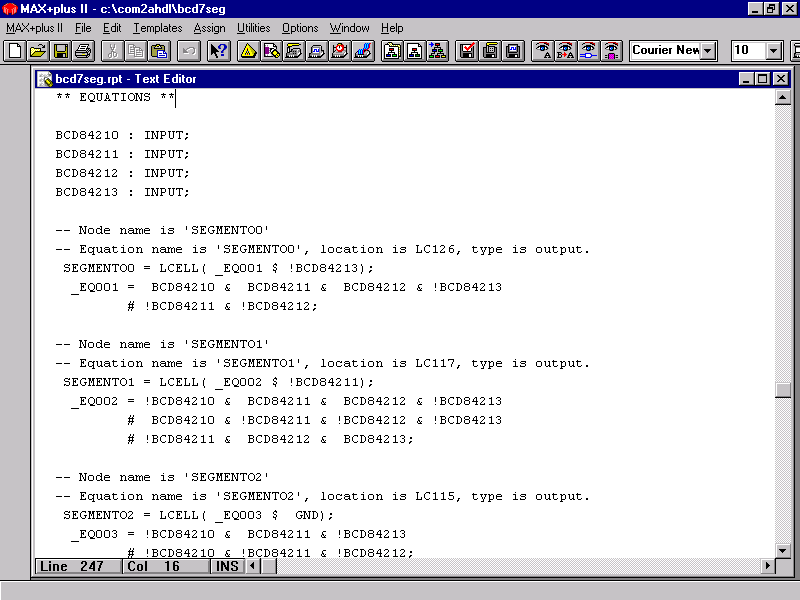 MAX+plus II - c:\com2ahdl\bcd7seg
MAX+plus II File Edit Templates Assign Utilities Options Window Help
Courier New 10
bcd7seg.rpt - Text Editor
** EQUATIONS **
BCD84210 : INPUT;
BCD84211 : INPUT;
BCD84212 : INPUT;
BCD84213 : INPUT;
-- Node name is 'SEGMENTO0'
-- Equation name is 'SEGMENTO0', location is LC126, type is output.
SEGMENTO0 = LCELL( _EQ001 $ !BCD84213);
_EQ001 =  BCD84210 &  BCD84211 &  BCD84212 & !BCD84213
# !BCD84211 & !BCD84212;
-- Node name is 'SEGMENTO1'
-- Equation name is 'SEGMENTO1', location is LC117, type is output.
SEGMENTO1 = LCELL( _EQ002 $ !BCD84211);
_EQ002 = !BCD84210 &  BCD84211 &  BCD84212 & !BCD84213
#  BCD84210 & !BCD84211 & !BCD84212 & !BCD84213
# !BCD84211 &  BCD84212 &  BCD84213;
-- Node name is 'SEGMENTO2'
-- Equation name is 'SEGMENTO2', location is LC115, type is output.
SEGMENTO2 = LCELL( _EQ003 $  GND);
_EQ003 = !BCD84210 &  BCD84211 & !BCD84213
# !BCD84210 & !BCD84211 & !BCD84212;
Line 247 Col 16 INS